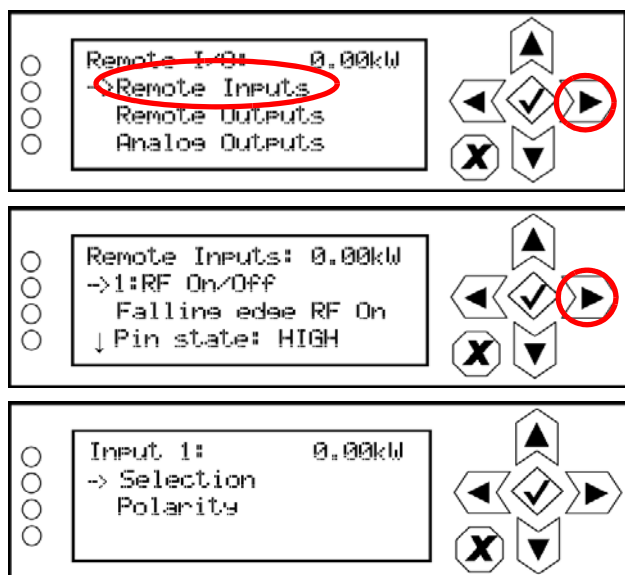 Remote I/O: 0.00kW
->Remote Inputs
Remote Outputs
Analog Outputs
X
Remote Inputs: 0.00kW
->1:RF On/Off
Falling edge RF On
↓Pin state: HIGH
X
Input 1: 0.00kW
-> Selection
Polarity
X